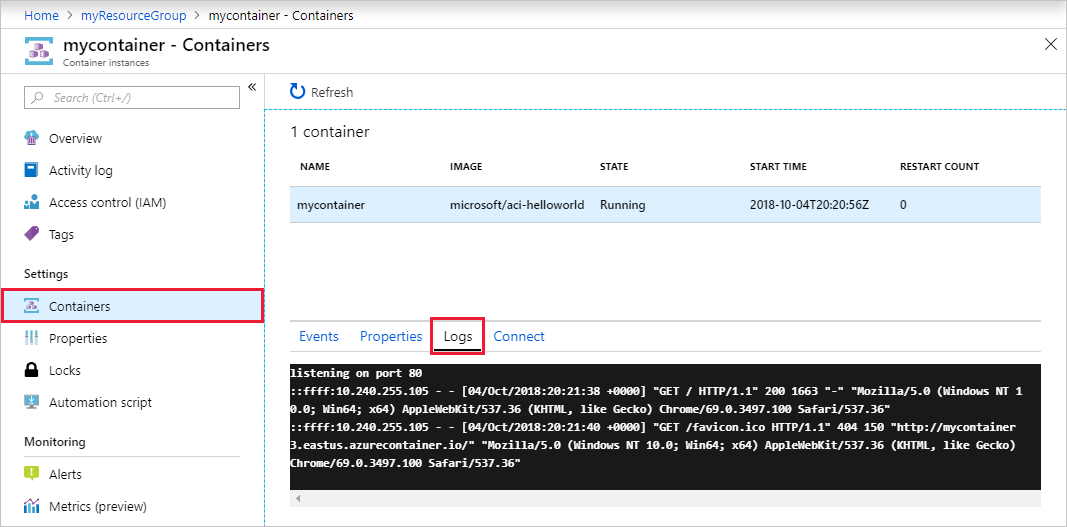 Home > myResourceGroup > mycontainer - Containers
mycontainer - Containers
Container instances
Search (Ctrl+/)
Overview
Activity log
Access control (IAM)
Tags
Settings
Containers
Properties
Locks
Automation script
Monitoring
Alerts
Metrics (preview)
Refresh
1 container
NAME IMAGE STATE START TIME RESTART COUNT
mycontainer microsoft/aci-helloworld Running 2018-10-04T20:20:56Z 0
Events Properties Logs Connect
listening on port 80
::ffff:10.240.255.105 - - [04/Oct/2018:20:21:38 +0000] "GET / HTTP/1.1" 200 1663 "-" "Mozilla/5.0 (Windows NT 1
0.0; Win64; x64) AppleWebKit/537.36 (KHTML, like Gecko) Chrome/69.0.3497.100 Safari/537.36"
::ffff:10.240.255.105 - - [04/Oct/2018:20:21:40 +0000] "GET /favicon.ico HTTP/1.1" 404 150 "http://mycontainer
3.eastus.azurecontainer.io/" "Mozilla/5.0 (Windows NT 10.0; Win64; x64) AppleWebKit/537.36 (KHTML, like Gecko)
Chrome/69.0.3497.100 Safari/537.36"